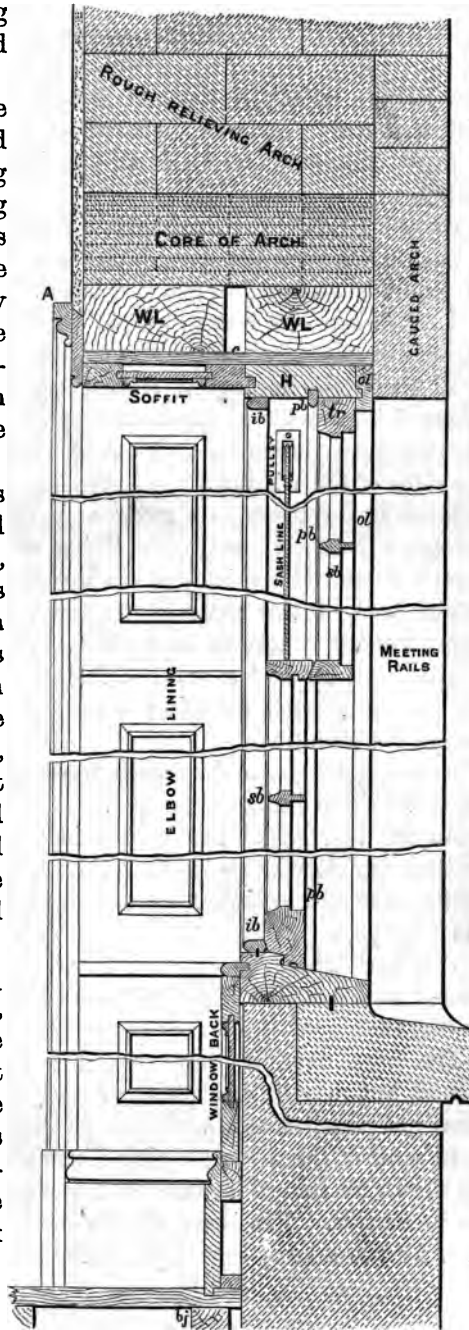 ROUGH RELIEVING ARCH
CORE OF ARCH
GAUGED ARCH
A
WL
WL
c
SOFFIT
H
ol
ib
pb
tr
PULLEY
SASH LINE
pb
ol
sb
MEETING
RAILS
ELBOW LINING
sb
pb
ib
WINDOW BACK
bj